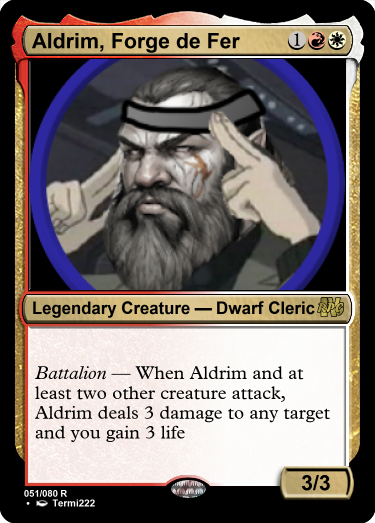 Aldrim, Forge de Fer 1
Legendary Creature — Dwarf Cleric RPG
Battalion — When Aldrim and at
least two other creature attack,
Aldrim deals 3 damage to any target
and you gain 3 life
3/3
051/080 R
• Termi222